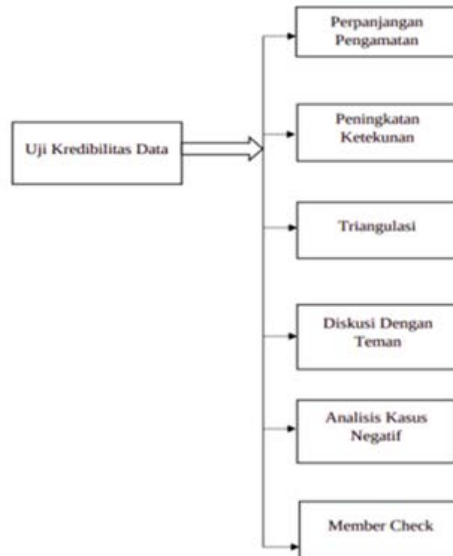 Perpanjangan
Pengamatan
Uji Kredibilitas Data
Peningkatan
Ketekunan
Triangulasi
Diskusi Dengan
Teman
Analisis Kasus
Negatif
Member Check